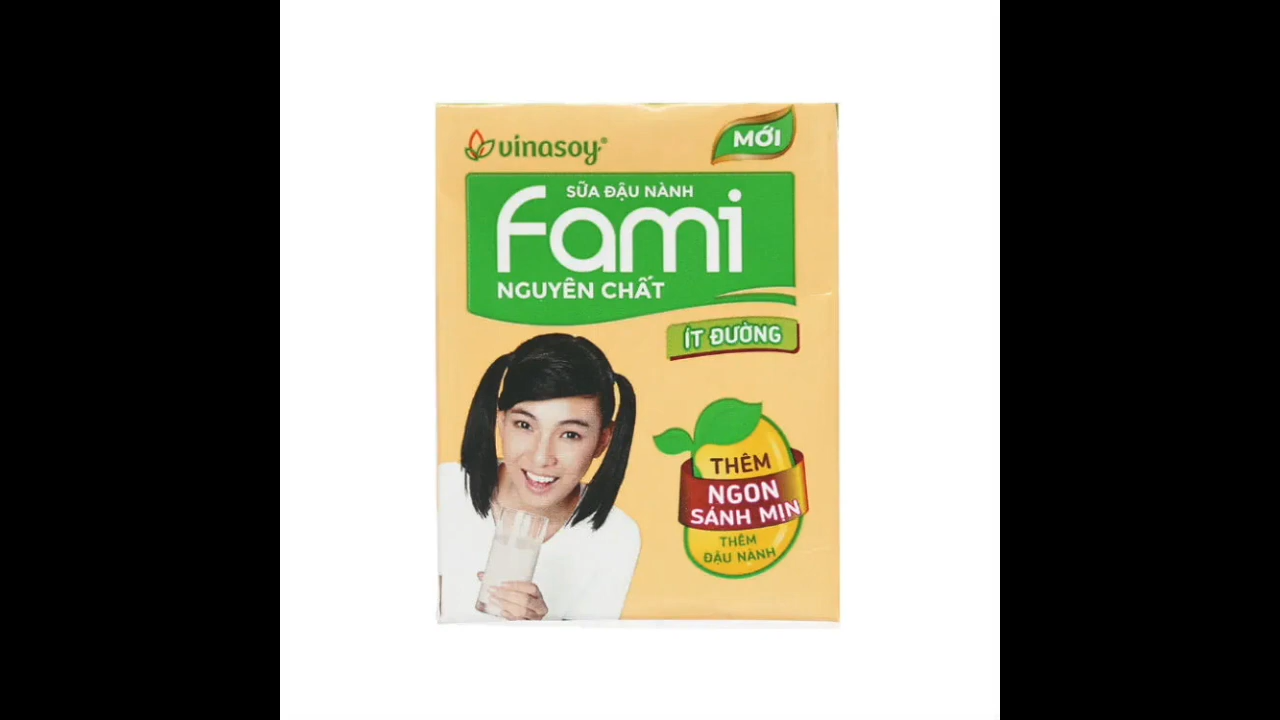 vinasoy®
MỚI
SỮA ĐẬU NÀNH
Fami
NGUYÊN CHẤT
ÍT ĐƯỜNG
THÊM
NGON
SÁNH MỊN
THÊM
ĐẬU NÀNH